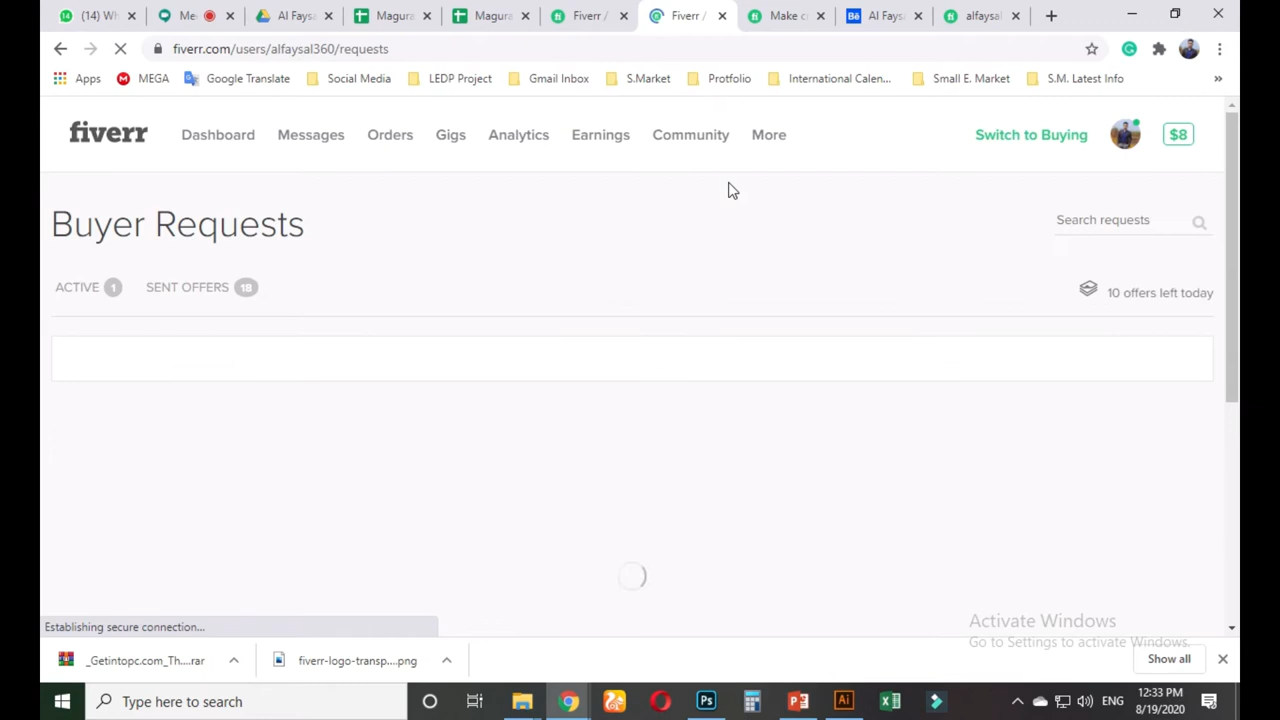 (14) Wh
Me
Al Faysa
Magura
Magura
Fiverr /
Fiverr /
Make c
Al Faysa
alfaysal
fiverr.com/users/alfaysal360/requests
Apps
MEGA
Google Translate
Social Media
LEDP Project
Gmail Inbox
S.Market
Protfolio
International Calen...
Small E. Market
S.M. Latest Info
»
fiverr
Dashboard
Messages
Orders
Gigs
Analytics
Earnings
Community
More
Switch to Buying
$8
Buyer Requests
Search requests
ACTIVE 1
SENT OFFERS 18
10 offers left today
Establishing secure connection...
Activate Windows
Go to Settings to activate Windows.
_Getintopc.com_Th....rar
fiverr-logo-transp....png
Show all
Type here to search
ENG
12:33 PM
8/19/2020